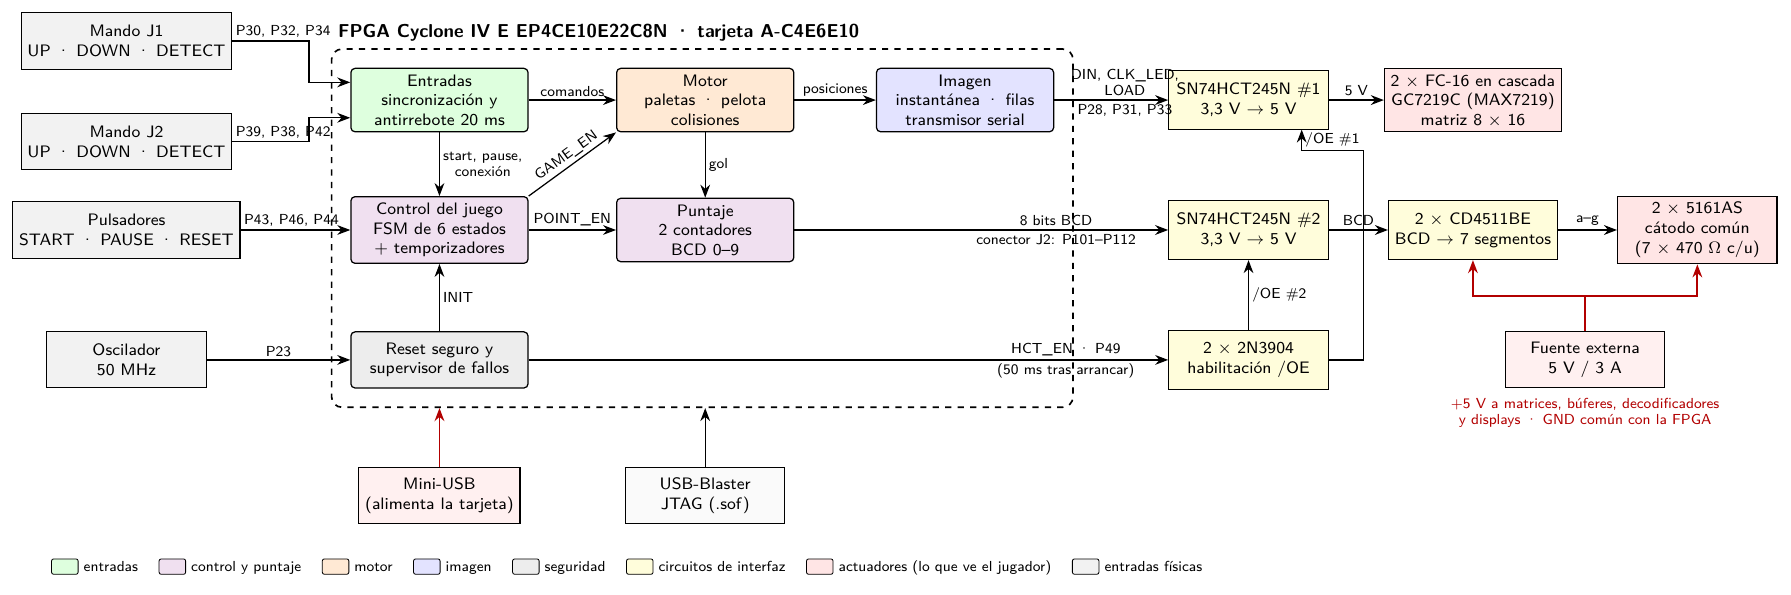 FPGA Cyclone IV E EP4CE10E22C8N · tarjeta A-C4E6E10
Mando J1
UP · DOWN · DETECT
P30, P32, P34
Mando J2
UP · DOWN · DETECT
P39, P38, P42
Pulsadores
START · PAUSE · RESET
P43, P46, P44
Oscilador
50 MHz
P23
Entradas
sincronización y
antirrebote 20 ms
comandos
Motor
paletas · pelota
colisiones
posiciones
Imagen
instantánea · filas
transmisor serial
DIN, CLK_LED,
LOAD
P28, P31, P33
SN74HCT245N #1
3,3 V → 5 V
5 V
2 × FC-16 en cascada
GC7219C (MAX7219)
matriz 8 × 16
start, pause,
conexión
GAME_EN
gol
/OE #1
Control del juego
FSM de 6 estados
+ temporizadores
POINT_EN
Puntaje
2 contadores
BCD 0–9
8 bits BCD
conector J2: P101–P112
SN74HCT245N #2
3,3 V → 5 V
BCD
2 × CD4511BE
BCD → 7 segmentos
a–g
2 × 5161AS
cátodo común
(7 × 470 Ω c/u)
INIT
/OE #2
Reset seguro y
supervisor de fallos
HCT_EN · P49
(50 ms tras arrancar)
2 × 2N3904
habilitación /OE
Fuente externa
5 V / 3 A
+5 V a matrices, búferes, decodificadores
y displays · GND común con la FPGA
Mini-USB
(alimenta la tarjeta)
USB-Blaster
JTAG (.sof)
entradas
control y puntaje
motor
imagen
seguridad
circuitos de interfaz
actuadores (lo que ve el jugador)
entradas físicas